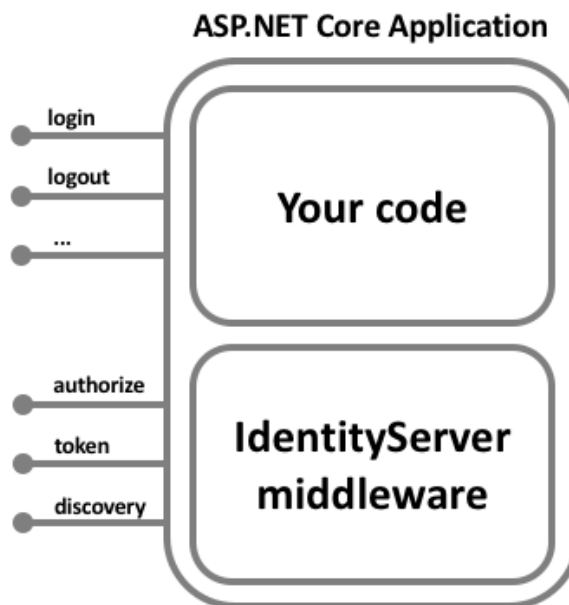 ASP.NET Core Application
login
logout
...
Your code
authorize
token
discovery
IdentityServer
middleware